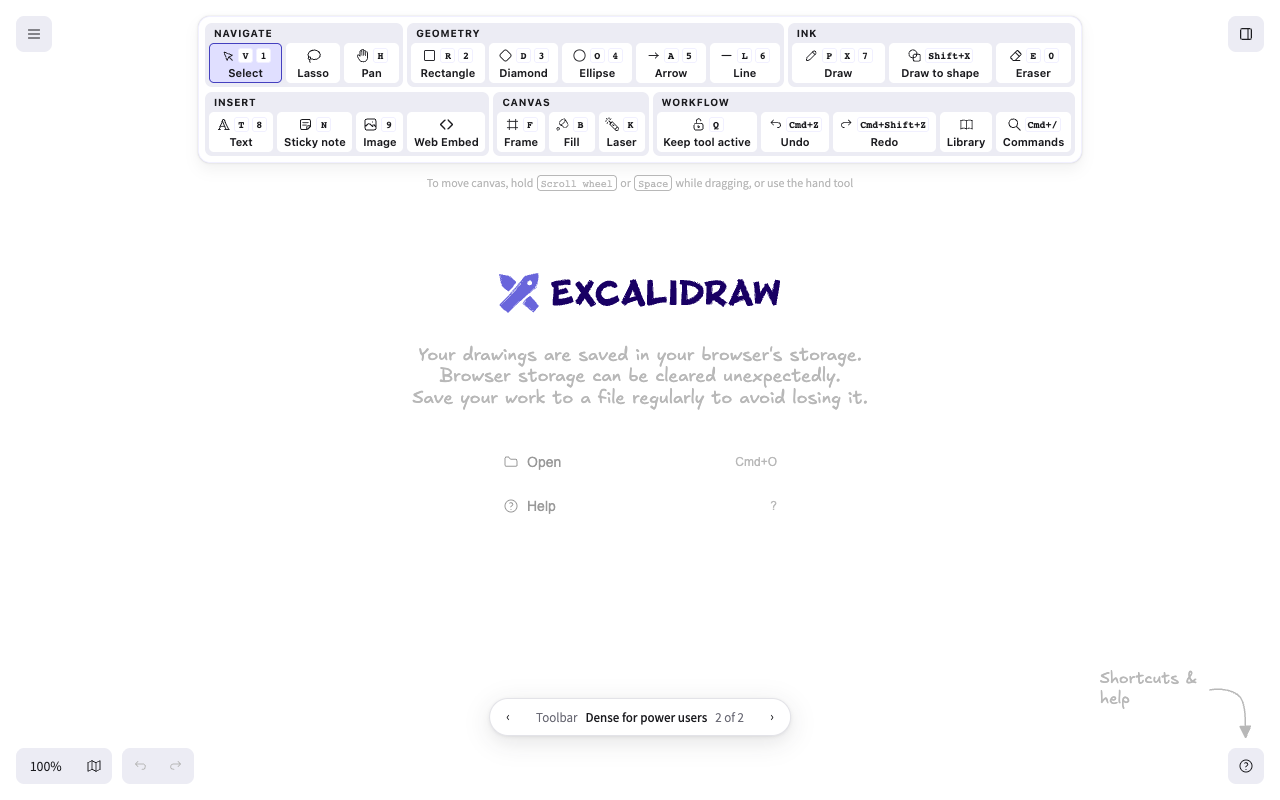 NAVIGATE
V 1
Select
Lasso
H
Pan
GEOMETRY
R 2
Rectangle
D 3
Diamond
O 4
Ellipse
A 5
Arrow
L 6
Line
INK
P X 7
Draw
Shift+X
Draw to shape
E 0
Eraser
INSERT
T 8
Text
N
Sticky note
9
Image
Web Embed
CANVAS
F
Frame
B
Fill
K
Laser
WORKFLOW
Q
Keep tool active
Cmd+Z
Undo
Cmd+Shift+Z
Redo
Library
Cmd+/
Commands
To move canvas, hold Scroll wheel or Space while dragging, or use the hand tool
EXCALIDRAW
Your drawings are saved in your browser's storage.
Browser storage can be cleared unexpectedly.
Save your work to a file regularly to avoid losing it.
Open Cmd+O
Help ?
Shortcuts &
help
‹ Toolbar Dense for power users 2 of 2 ›
100%